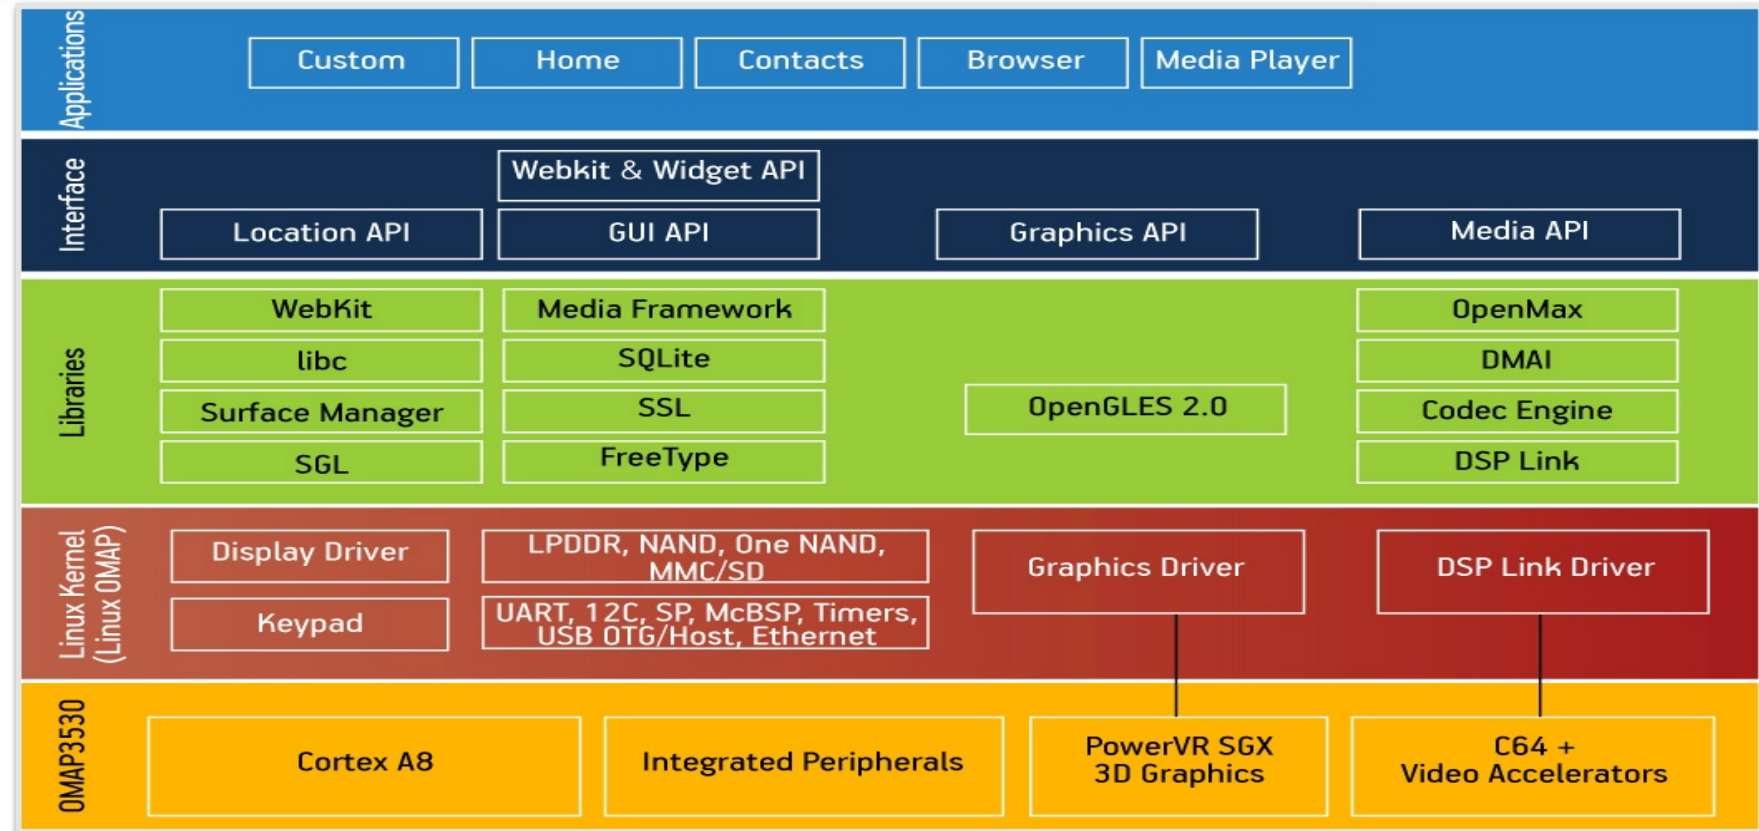 Applications
Custom
Home
Contacts
Browser
Media Player
Interface
Webkit & Widget API
Location API
GUI API
Graphics API
Media API
Libraries
WebKit
Media Framework
OpenMax
libc
SQLite
DMAI
Surface Manager
SSL
OpenGLES 2.0
Codec Engine
SGL
FreeType
DSP Link
Linux Kernel
(Linux OMAP)
Display Driver
LPDDR, NAND, One NAND,
MMC/SD
Graphics Driver
DSP Link Driver
Keypad
UART, 12C, SP, McBSP, Timers,
USB OTG/Host, Ethernet
OMAP3530
Cortex A8
Integrated Peripherals
PowerVR SGX
3D Graphics
C64 +
Video Accelerators